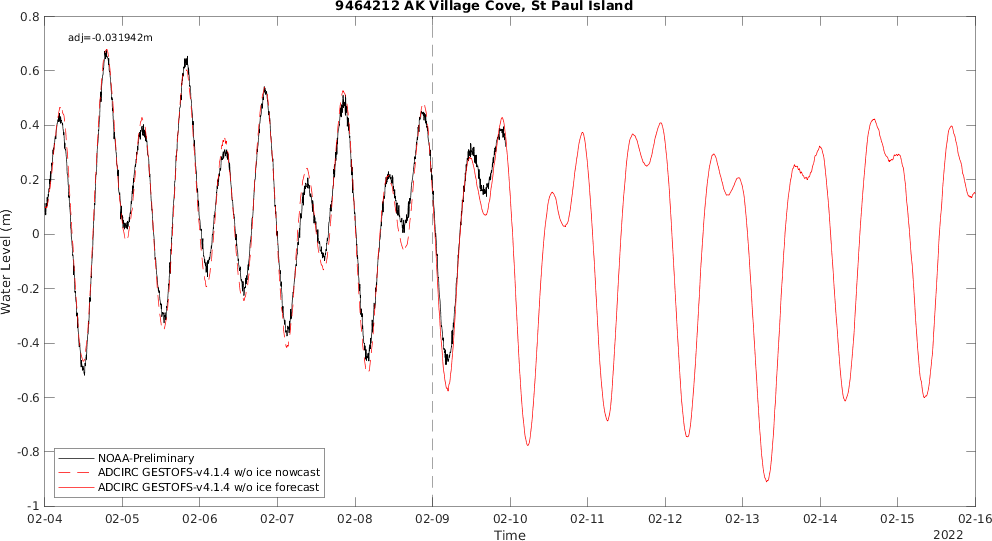 9464212 AK Village Cove, St Paul Island
adj=-0.031942m
0.8
0.6
0.4
0.2
0
-0.2
-0.4
-0.6
-0.8
-1
Water Level (m)
NOAA-Preliminary
ADCIRC GESTOFS-v4.1.4 w/o ice nowcast
ADCIRC GESTOFS-v4.1.4 w/o ice forecast
02-04 02-05 02-06 02-07 02-08 02-09 02-10 02-11 02-12 02-13 02-14 02-15 02-16
Time
2022